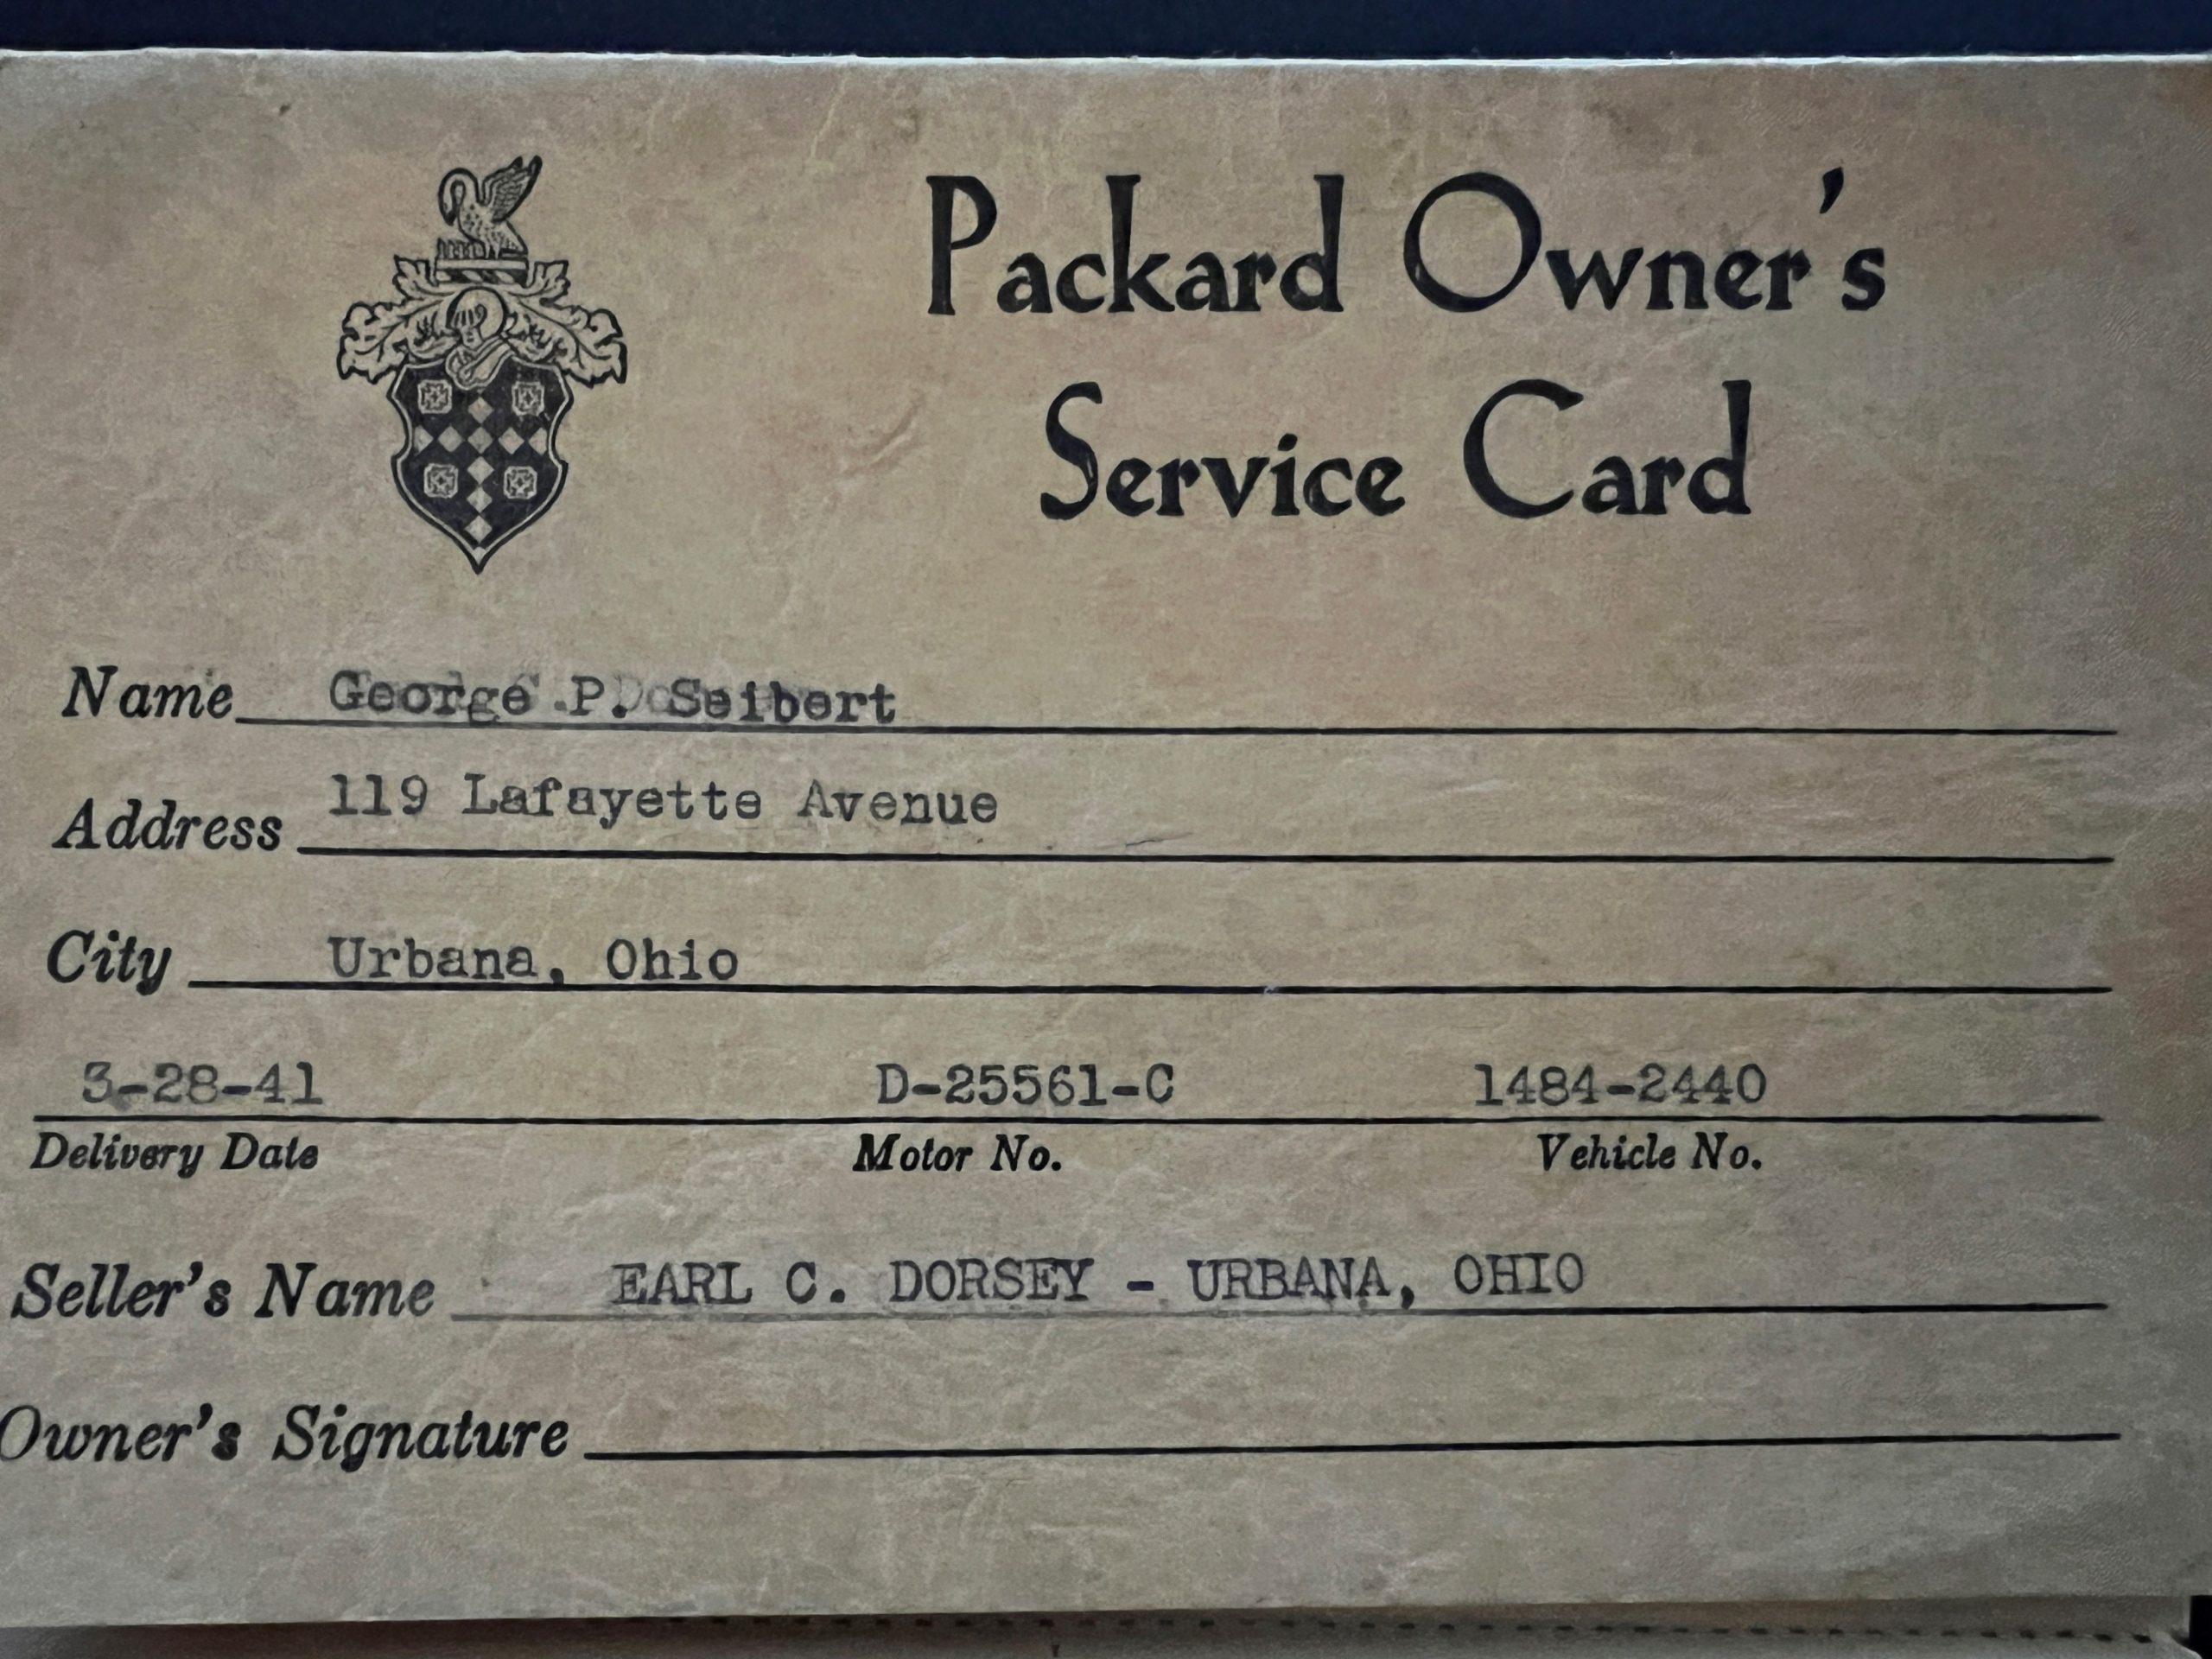 Packard Owner's
Service Card
Name George P. Seibert
Address 119 Lafayette Avenue
City Urbana, Ohio
3-28-41 D-25561-C 1484-2440
Delivery Date Motor No. Vehicle No.
Seller's Name EARL C. DORSEY - URBANA, OHIO
Owner's Signature